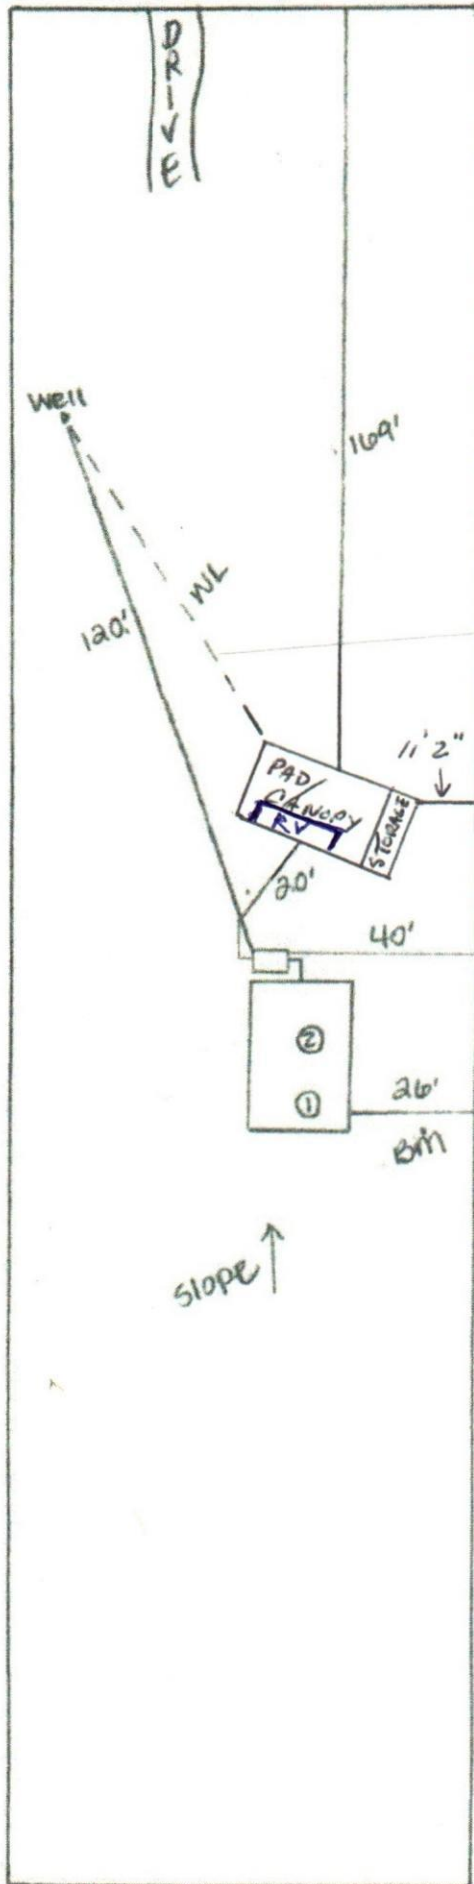 DRIVE
Well
169'
WL
120'
11'2"
PAD/
CANOPY
RV
STORAGE
20'
40'
②
①
26'
BM
Slope